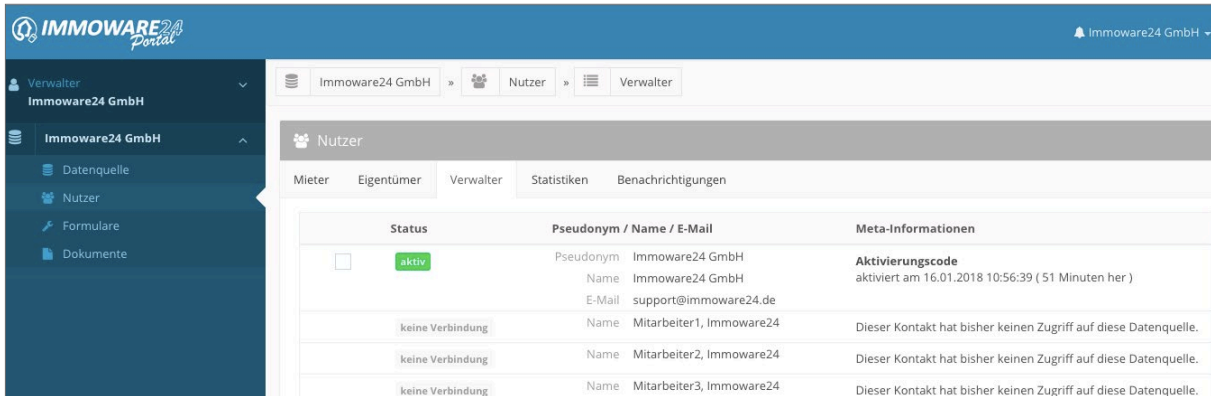 IMMOWARE24
Portal
Immoware24 GmbH
Verwalter
Immoware24 GmbH
Immoware24 GmbH
Datenquelle
Nutzer
Formulare
Dokumente
Immoware24 GmbH » Nutzer » Verwalter
Nutzer
Mieter Eigentümer Verwalter Statistiken Benachrichtigungen
Status Pseudonym / Name / E-Mail Meta-Informationen
aktiv Pseudonym Immoware24 GmbH Aktivierungscode
Name Immoware24 GmbH aktiviert am 16.01.2018 10:56:39 ( 51 Minuten her )
E-Mail support@immoware24.de
keine Verbindung Name Mitarbeiter1, Immoware24 Dieser Kontakt hat bisher keinen Zugriff auf diese Datenquelle.
keine Verbindung Name Mitarbeiter2, Immoware24 Dieser Kontakt hat bisher keinen Zugriff auf diese Datenquelle.
keine Verbindung Name Mitarbeiter3, Immoware24 Dieser Kontakt hat bisher keinen Zugriff auf diese Datenquelle.